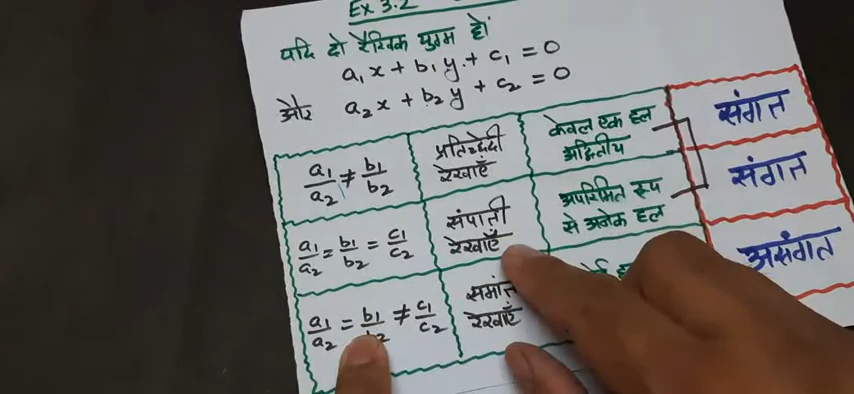 Ex 3.2
यदि दो रैखिक युग्म हों
a₁x + b₁y + c₁ = 0
और a₂x + b₂y + c₂ = 0
a₁/a₂ ≠ b₁/b₂
प्रतिच्छेदी
रेखाएँ
केवल एक हल
अद्वितीय
संगत
a₁/a₂ = b₁/b₂ = c₁/c₂
संपाती
रेखाएँ
अपरिमित रूप
से अनेक हल
संगत
a₁/a₂ = b₁/b₂ ≠ c₁/c₂
रेखाएँ
असंगत